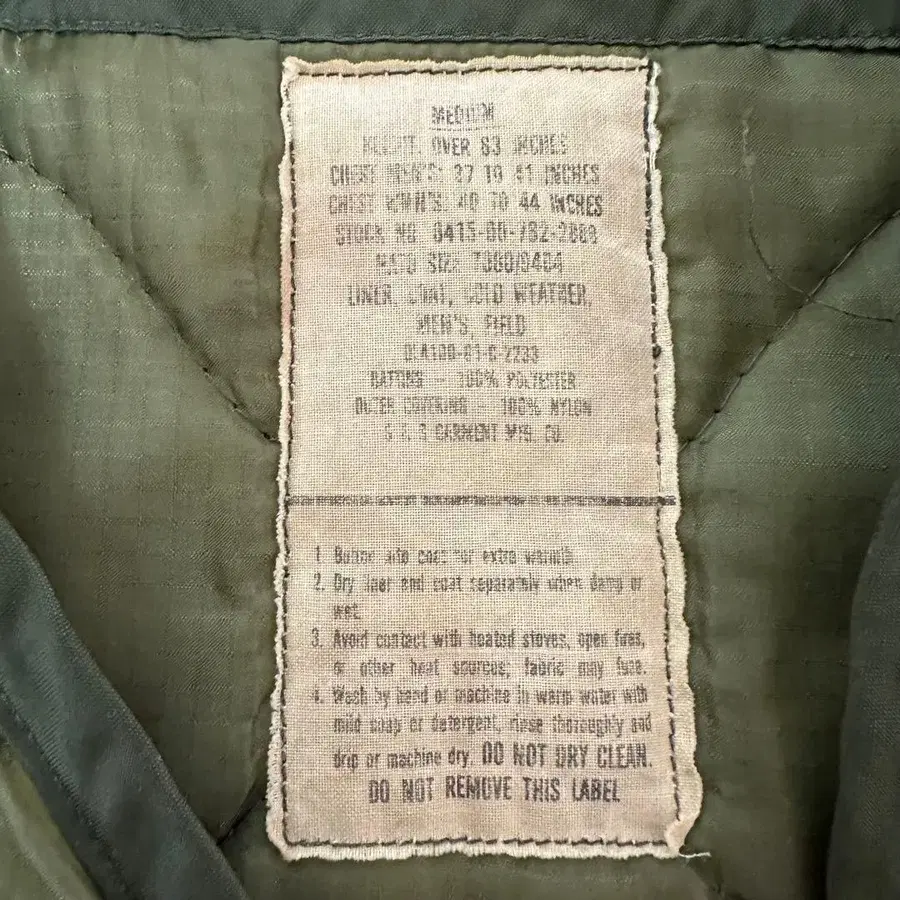 MEDIUM
HEIGHT: OVER 63 INCHES
CHEST MEN'S: 37 TO 41 INCHES
CHEST WMN'S: 40 TO 44 INCHES
STOCK NO 8415-00-782-2888
NATO SIZE 7080/9404
LINER, COAT, COLD WEATHER,
MEN'S, FIELD
DLA100-81-C-2233
BATTING — 100% POLYESTER
OUTER COVERING — 100% NYLON
GARMENT MFG. CO.
1. Button into coat for extra warmth.
2. Dry liner and coat separately when damp or
wet.
3. Avoid contact with heated stoves, open fires,
or other heat sources; fabric may fuse.
4. Wash by hand or machine in warm water with
mild soap or detergent, rinse thoroughly and
drip or machine dry. DO NOT DRY CLEAN.
DO NOT REMOVE THIS LABEL